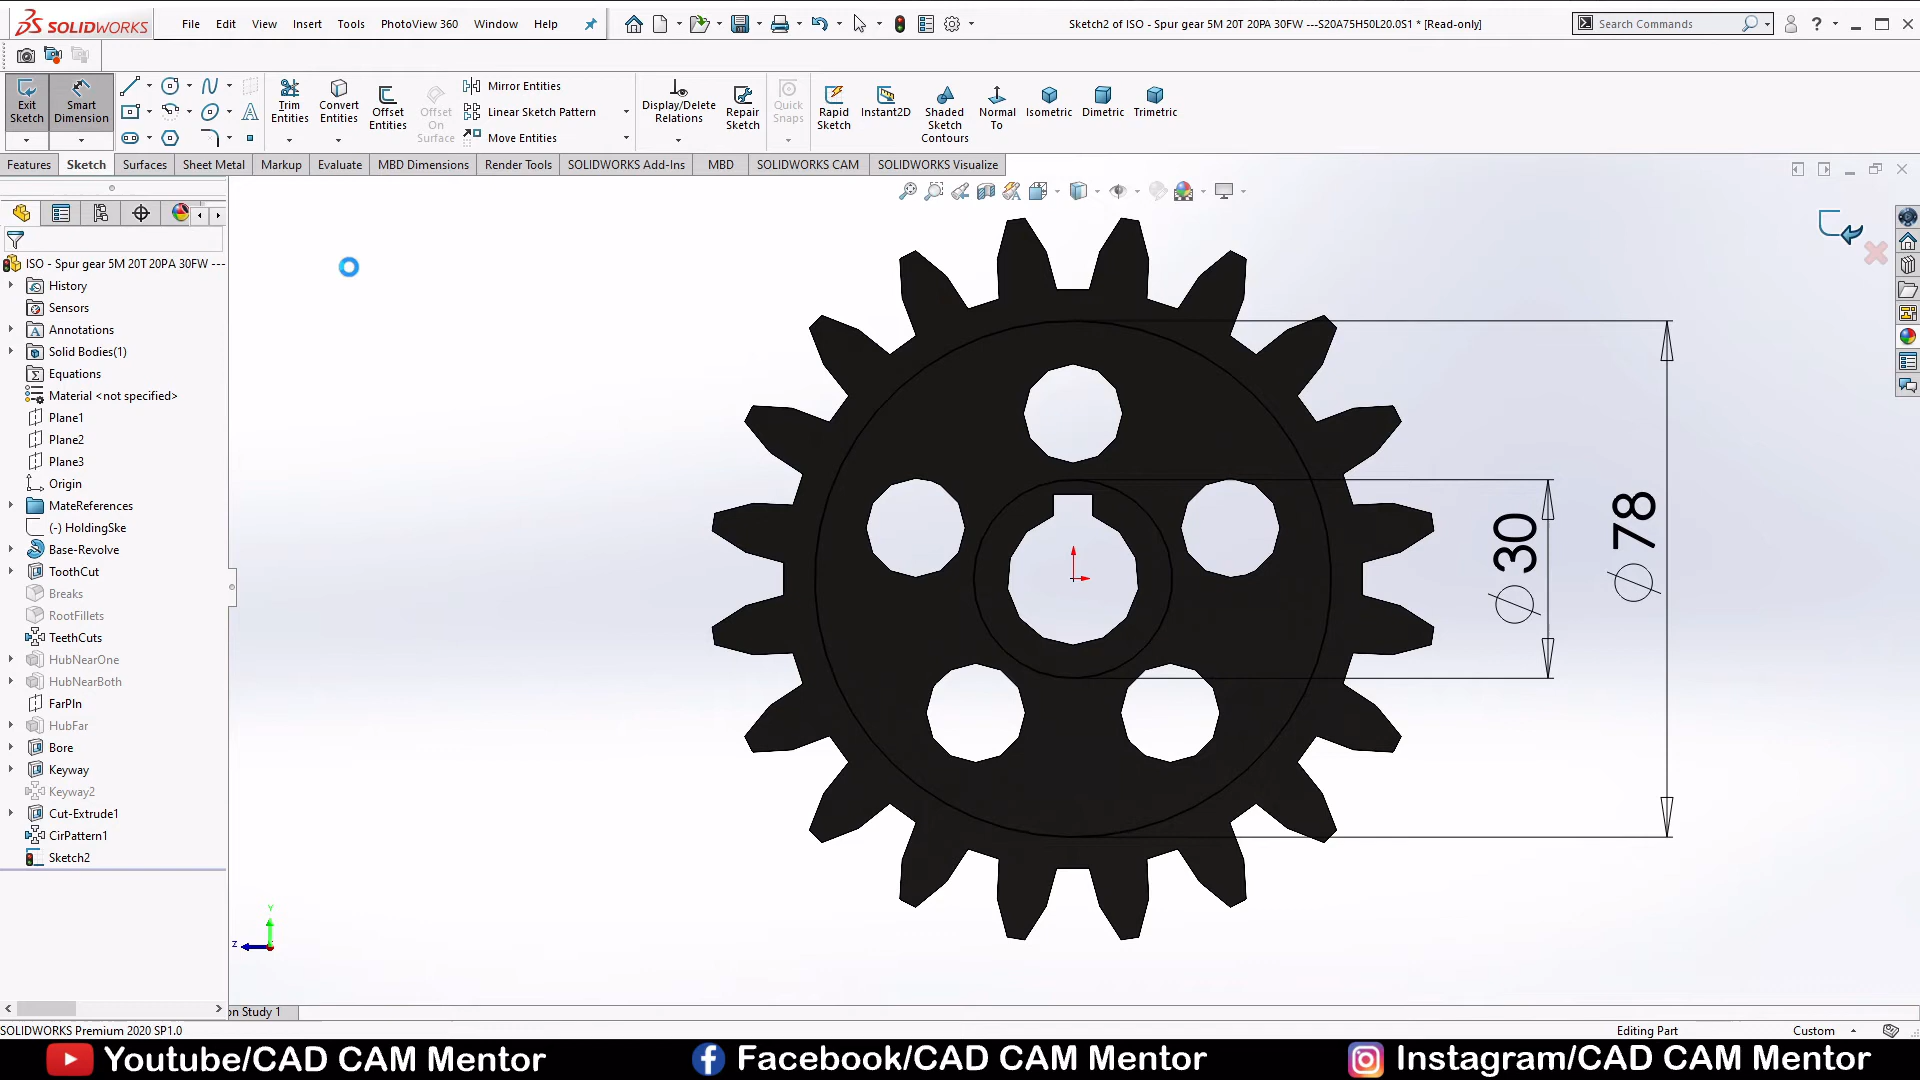 SOLIDWORKS
File Edit View Insert Tools PhotoView 360 Window Help
Sketch2 of ISO - Spur gear 5M 20T 20PA 30FW ---S20A75H50L20.0S1 * [Read-only]
Search Commands
?
Exit Sketch
Smart Dimension
Trim Entities
Convert Entities
Offset Entities
Offset On Surface
Mirror Entities
Linear Sketch Pattern
Move Entities
Display/Delete Relations
Repair Sketch
Quick Snaps
Rapid Sketch
Instant2D
Shaded Sketch Contours
Normal To
Isometric
Dimetric
Trimetric
Features Sketch Surfaces Sheet Metal Markup Evaluate MBD Dimensions Render Tools SOLIDWORKS Add-Ins MBD SOLIDWORKS CAM SOLIDWORKS Visualize
ISO - Spur gear 5M 20T 20PA 30FW ---
History
Sensors
Annotations
Solid Bodies(1)
Equations
Material <not specified>
Plane1
Plane2
Plane3
Origin
MateReferences
(-) HoldingSke
Base-Revolve
ToothCut
Breaks
RootFillets
TeethCuts
HubNearOne
HubNearBoth
FarPln
HubFar
Bore
Keyway
Keyway2
Cut-Extrude1
CirPattern1
Sketch2
∅ 30
∅ 78
Y
Z
on Study 1
SOLIDWORKS Premium 2020 SP1.0
Editing Part
Custom
Youtube/CAD CAM Mentor
Facebook/CAD CAM Mentor
Instagram/CAD CAM Mentor